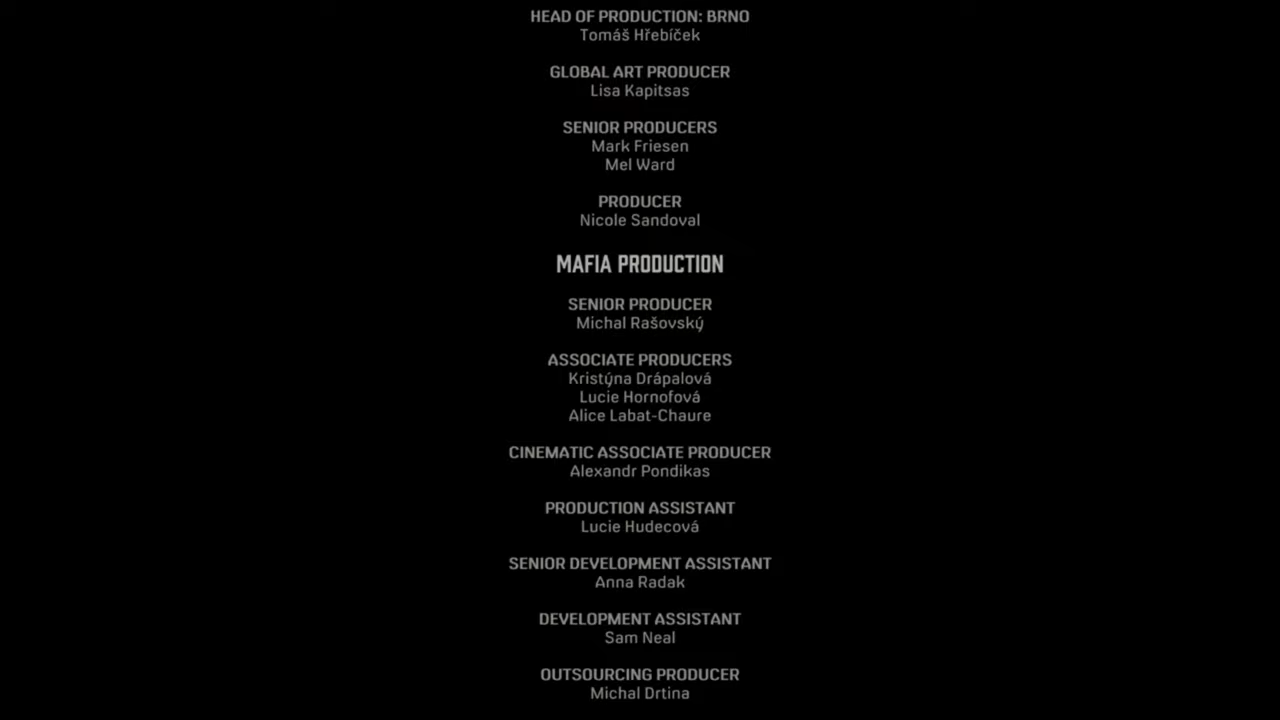 HEAD OF PRODUCTION: BRNO
Tomáš Hřebíček
GLOBAL ART PRODUCER
Lisa Kapitsas
SENIOR PRODUCERS
Mark Friesen
Mel Ward
PRODUCER
Nicole Sandoval
MAFIA PRODUCTION
SENIOR PRODUCER
Michal Rašovský
ASSOCIATE PRODUCERS
Kristýna Drápalová
Lucie Hornofová
Alice Labat-Chaure
CINEMATIC ASSOCIATE PRODUCER
Alexandr Pondikas
PRODUCTION ASSISTANT
Lucie Hudecová
SENIOR DEVELOPMENT ASSISTANT
Anna Radak
DEVELOPMENT ASSISTANT
Sam Neal
OUTSOURCING PRODUCER
Michal Drtina